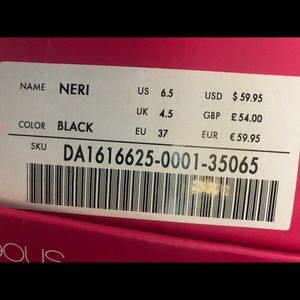 NAME NERI US 6.5 USD $ 59.95
UK 4.5 GBP £ 54.00
COLOR BLACK EU 37 EUR € 59.95
SKU DA1616625-0001-35065